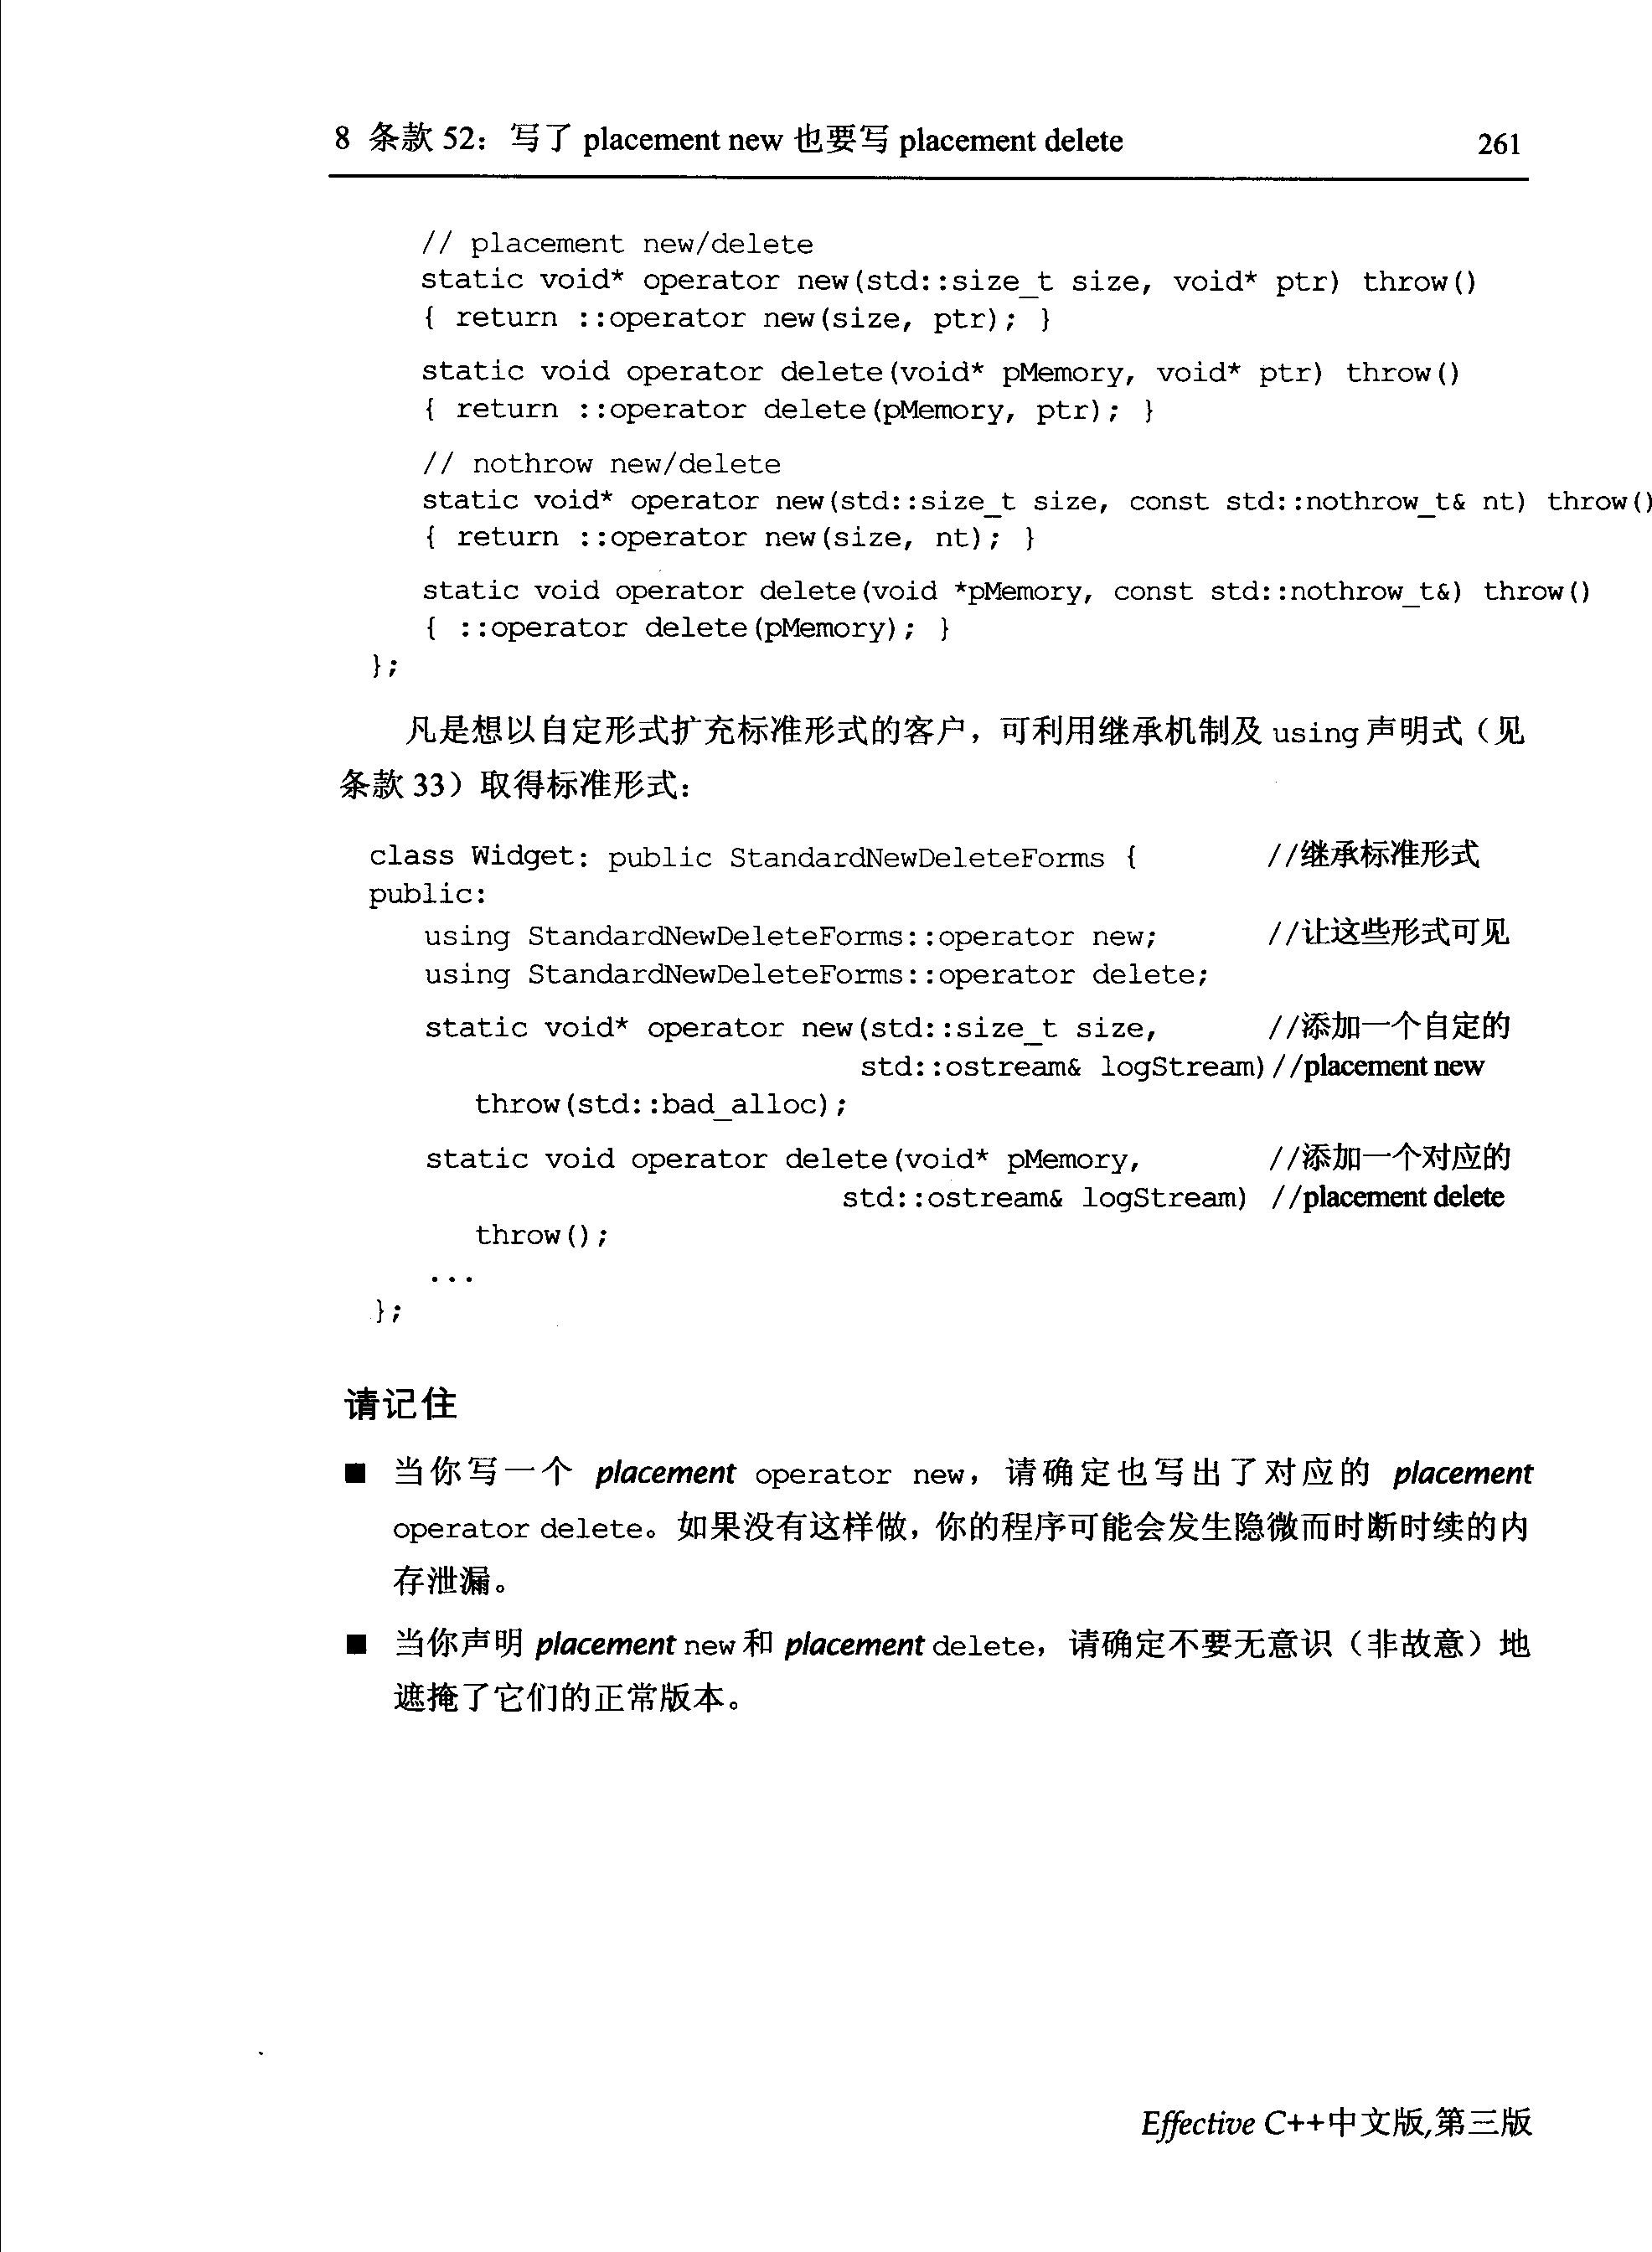 8 条款 52：写了 placement new 也要写 placement delete 261
// placement new/delete
static void* operator new(std::size_t size, void* ptr) throw()
{ return ::operator new(size, ptr); }
static void operator delete(void* pMemory, void* ptr) throw()
{ return ::operator delete(pMemory, ptr); }
// nothrow new/delete
static void* operator new(std::size_t size, const std::nothrow_t& nt) throw()
{ return ::operator new(size, nt); }
static void operator delete(void *pMemory, const std::nothrow_t&) throw()
{ ::operator delete(pMemory); }
};
凡是想以自定形式扩充标准形式的客户，可利用继承机制及 using 声明式（见
条款 33）取得标准形式：
class Widget: public StandardNewDeleteForms { //继承标准形式
public:
using StandardNewDeleteForms::operator new; //让这些形式可见
using StandardNewDeleteForms::operator delete;
static void* operator new(std::size_t size, //添加一个自定的
std::ostream& logStream) //placement new
throw(std::bad_alloc);
static void operator delete(void* pMemory, //添加一个对应的
std::ostream& logStream) //placement delete
throw();
...
};
请记住
■ 当你写一个 placement operator new，请确定也写出了对应的 placement
operator delete。如果没有这样做，你的程序可能会发生隐微而时断时续的内
存泄漏。
■ 当你声明 placement new 和 placement delete，请确定不要无意识（非故意）地
遮掩了它们的正常版本。
Effective C++中文版,第三版